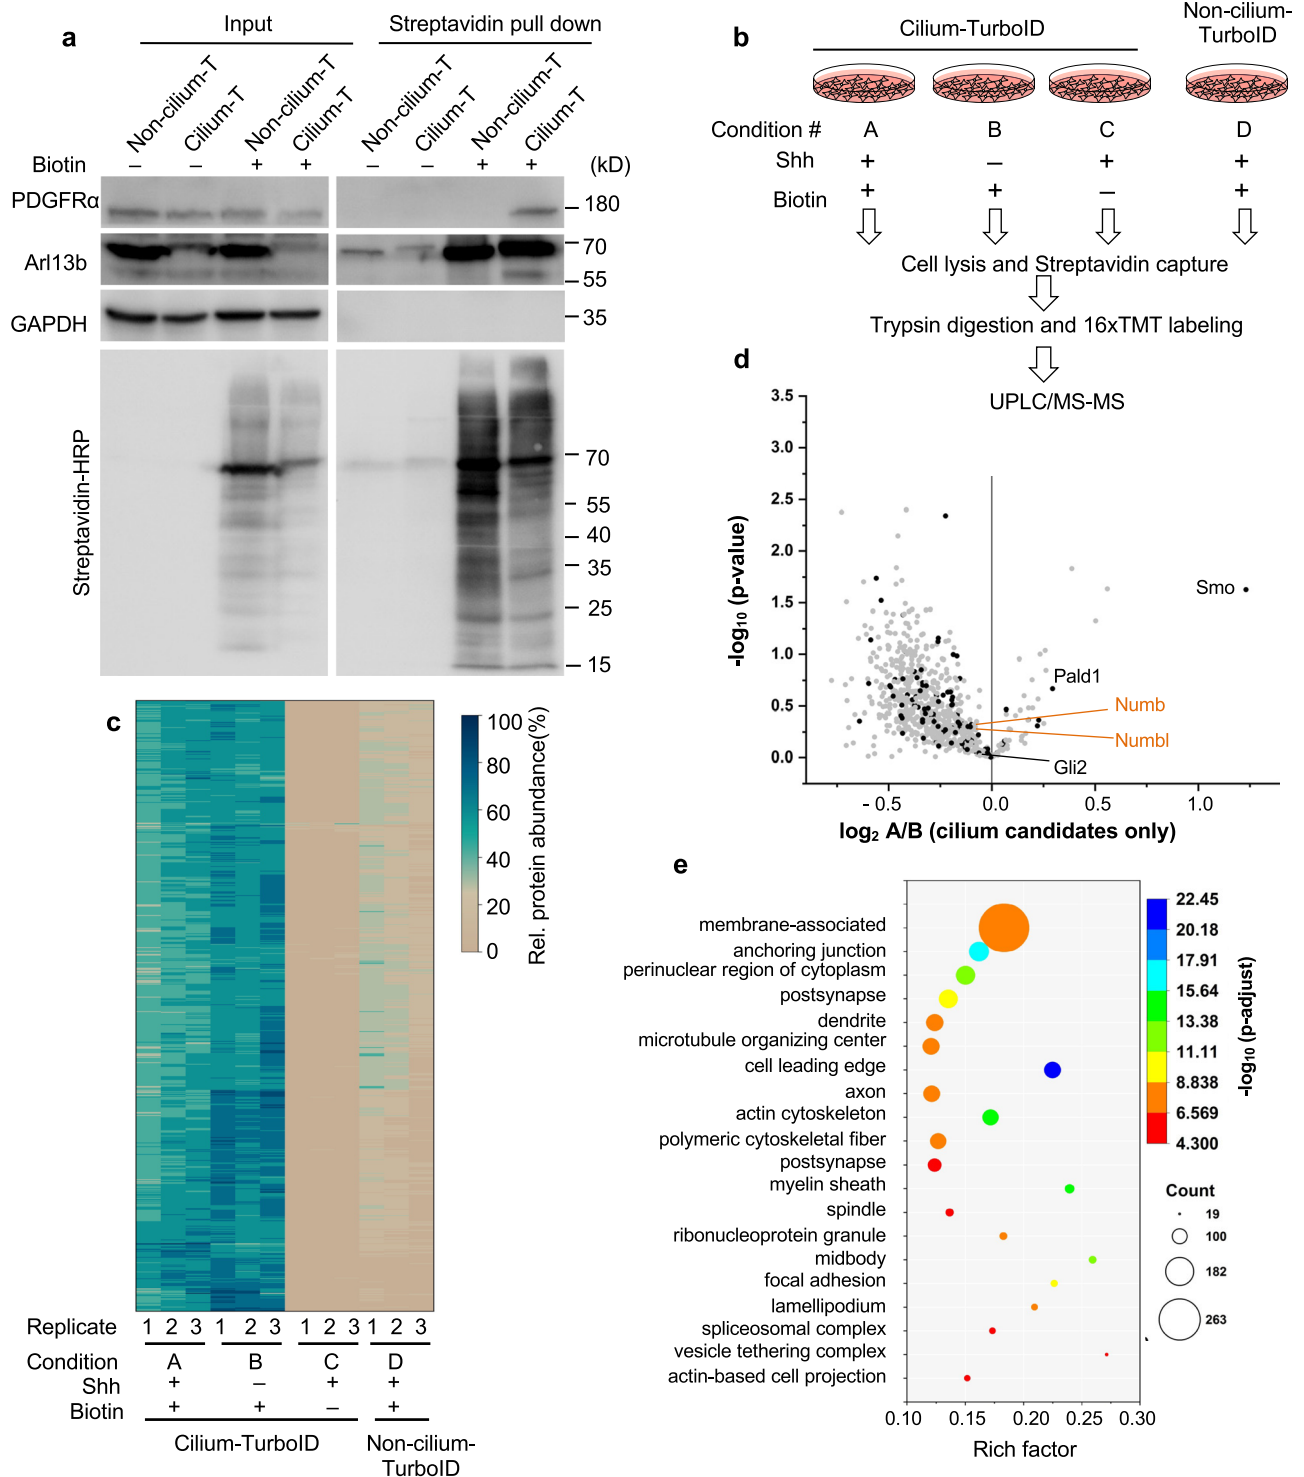 a
Input
Streptavidin pull down
Non-cilium-T
Cilium-T
Non-cilium-T
Cilium-T
Non-cilium-T
Cilium-T
Non-cilium-T
Cilium-T
Biotin – – + + – – + + (kD)
PDGFRα
180
Arl13b
70
55
GAPDH
35
Streptavidin-HRP
70
55
40
35
25
15
b
Cilium-TurboID
Non-cilium-
TurboID
Condition # A B C D
Shh + – + +
Biotin + + – +
Cell lysis and Streptavidin capture
Trypsin digestion and 16xTMT labeling
UPLC/MS-MS
c
100
80
60
40
20
0
Rel. protein abundance(%)
Replicate 1 2 3 1 2 3 1 2 3 1 2 3
Condition A B C D
Shh + – + +
Biotin + + – +
Cilium-TurboID
Non-cilium-
TurboID
d
3.5
3.0
2.5
2.0
1.5
1.0
0.5
0.0
-log10 (p-value)
Smo
Pald1
Numb
Numbl
Gli2
- 0.5 0.0 0.5 1.0
log2 A/B (cilium candidates only)
e
membrane-associated
anchoring junction
perinuclear region of cytoplasm
postsynapse
dendrite
microtubule organizing center
cell leading edge
axon
actin cytoskeleton
polymeric cytoskeletal fiber
postsynapse
myelin sheath
spindle
ribonucleoprotein granule
midbody
focal adhesion
lamellipodium
spliceosomal complex
vesicle tethering complex
actin-based cell projection
0.10 0.15 0.20 0.25 0.30
Rich factor
22.45
20.18
17.91
15.64
13.38
11.11
8.838
6.569
4.300
-log10 (p-adjust)
Count
19
100
182
263